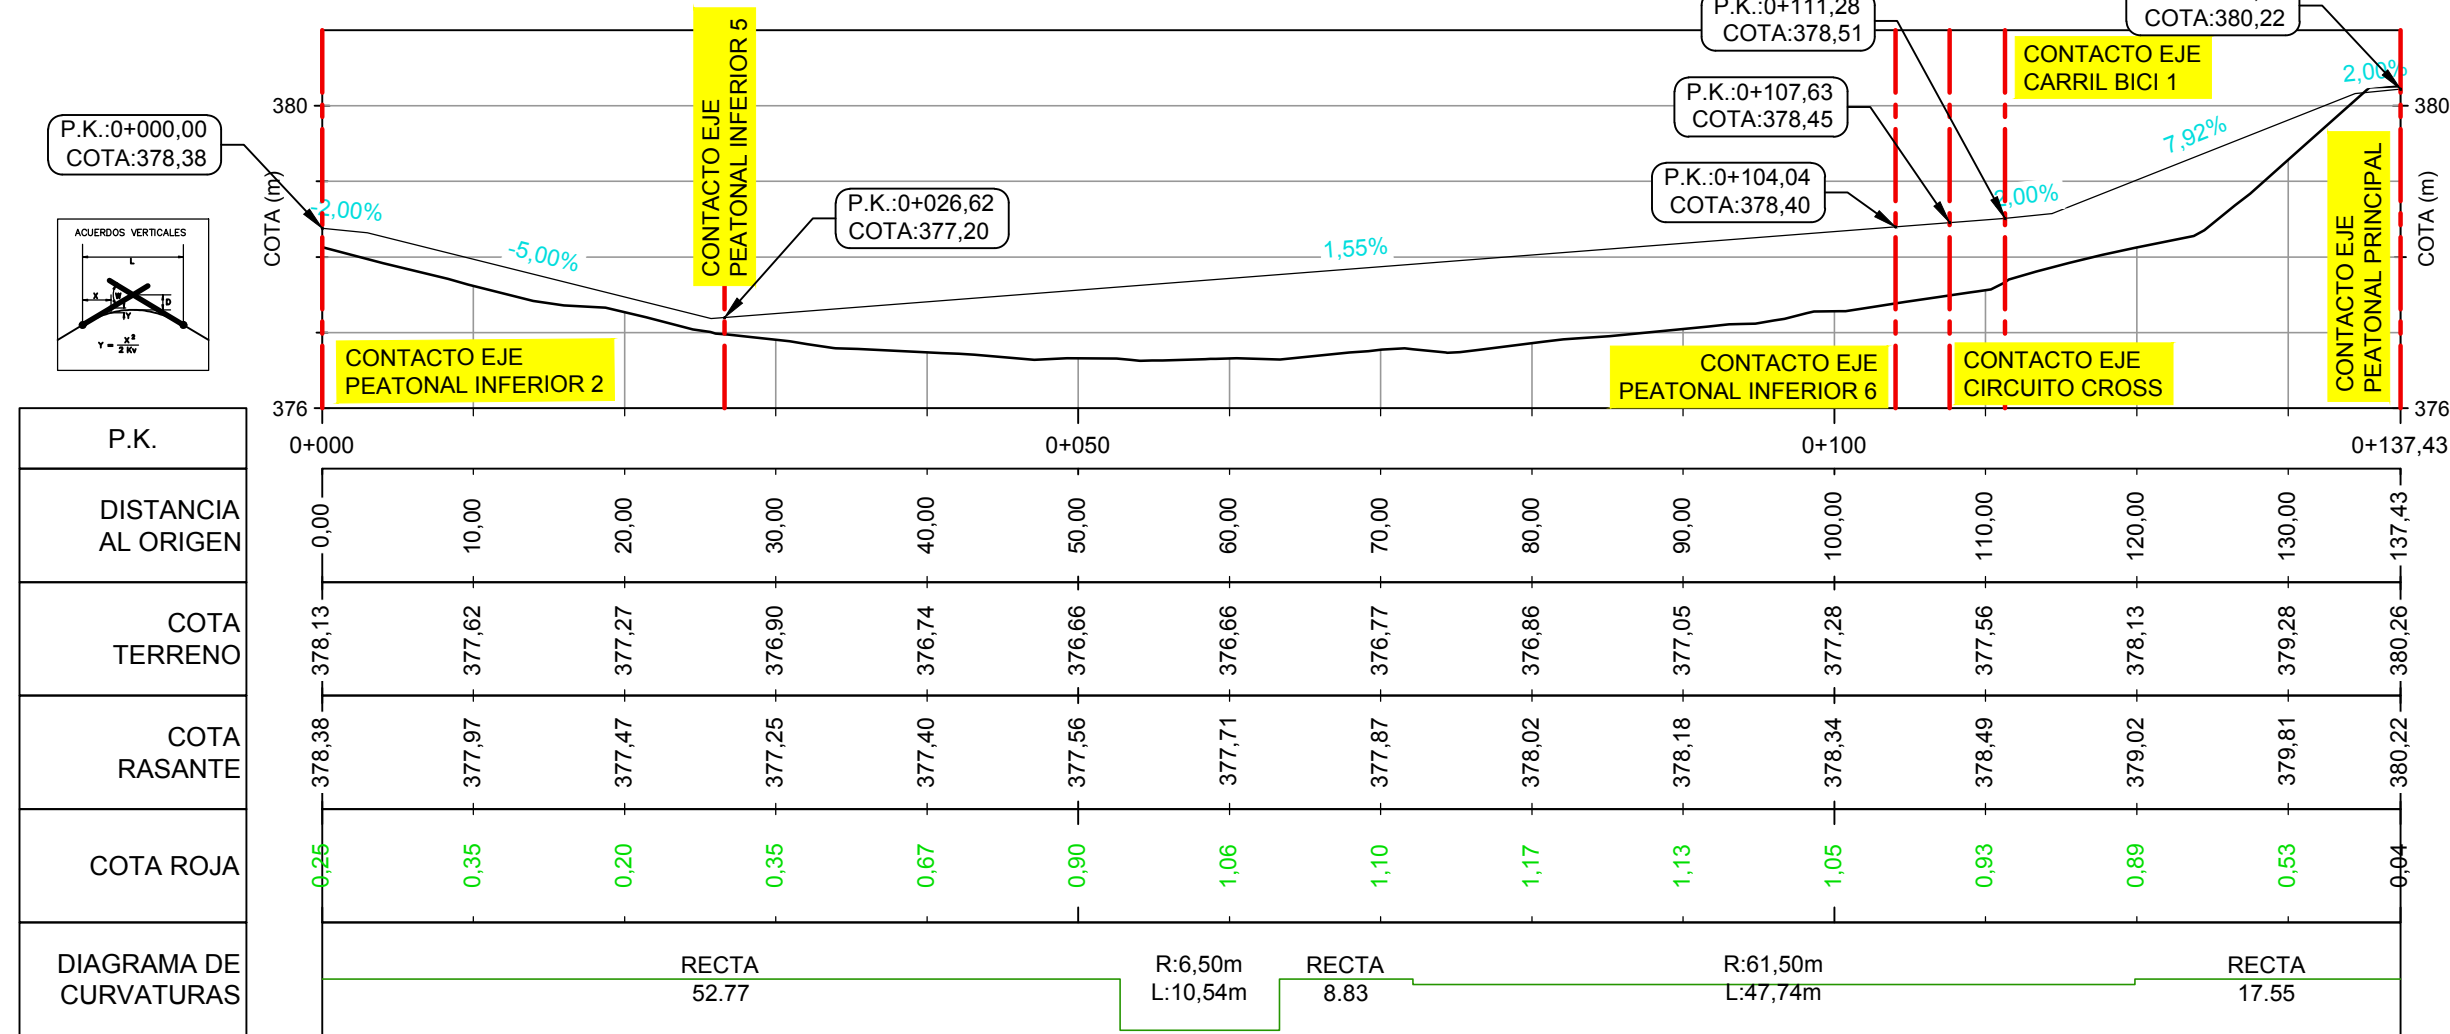 P.K.:0+111,28
COTA:378,51
COTA:380,22
CONTACTO EJE
PEATONAL INFERIOR 5
CONTACTO EJE
CARRIL BICI 1
2,00%
380
380
P.K.:0+107,63
COTA:378,45
P.K.:0+000,00
COTA:378,38
7,92%
P.K.:0+104,04
COTA:378,40
P.K.:0+026,62
COTA:377,20
COTA (m)
COTA (m)
-2,00%
2,00%
-5,00%
1,55%
ACUERDOS VERTICALES
L
X
W
D
Y
Y = X²
2 Kv
CONTACTO EJE
PEATONAL INFERIOR 2
CONTACTO EJE
PEATONAL INFERIOR 6
CONTACTO EJE
CIRCUITO CROSS
CONTACTO EJE
PEATONAL PRINCIPAL
376
376
P.K.
0+000
0+050
0+100
0+137,43
DISTANCIA
AL ORIGEN
0,00
10,00
20,00
30,00
40,00
50,00
60,00
70,00
80,00
90,00
100,00
110,00
120,00
130,00
137,43
COTA
TERRENO
378,13
377,62
377,27
376,90
376,74
376,66
376,66
376,77
376,86
377,05
377,28
377,56
378,13
379,28
380,26
COTA
RASANTE
378,38
377,97
377,47
377,25
377,40
377,56
377,71
377,87
378,02
378,18
378,34
378,49
379,02
379,81
380,22
COTA ROJA
0,25
0,35
0,20
0,35
0,67
0,90
1,06
1,10
1,17
1,13
1,05
0,93
0,89
0,53
0,04
DIAGRAMA DE
CURVATURAS
RECTA
52.77
R:6,50m
L:10,54m
RECTA
8.83
R:61,50m
L:47,74m
RECTA
17.55